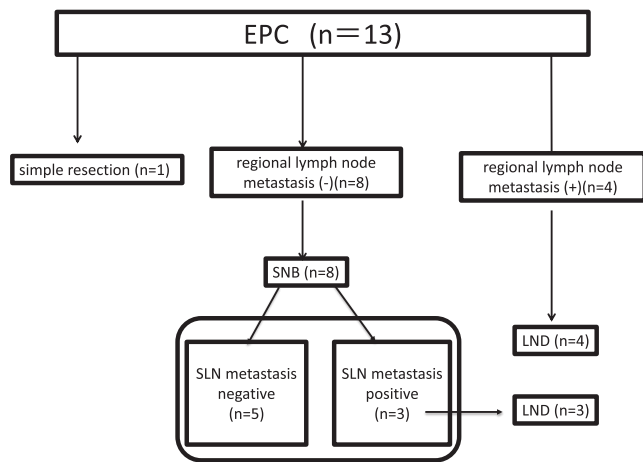 EPC (n=13)
simple resection (n=1)
regional lymph node
metastasis (-)(n=8)
regional lymph node
metastasis (+)(n=4)
SNB (n=8)
SLN metastasis
negative
(n=5)
SLN metastasis
positive
(n=3)
LND (n=4)
LND (n=3)